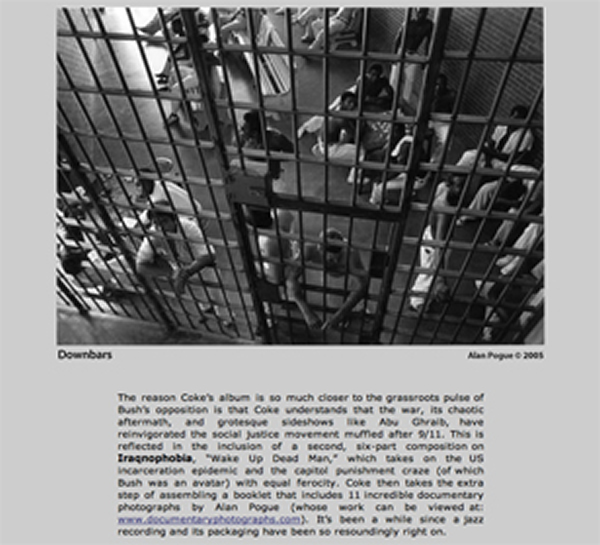 Downbars
Alan Pogue © 2005
The reason Coke's album is so much closer to the grassroots pulse of
Bush's opposition is that Coke understands that the war, its chaotic
aftermath, and grotesque sideshows like Abu Ghraib, have
reinvigorated the social justice movement muffled after 9/11. This is
reflected in the inclusion of a second, six-part composition on
Iraqnophobia, "Wake Up Dead Man," which takes on the US
incarceration epidemic and the capitol punishment craze (of which
Bush was an avatar) with equal ferocity. Coke then takes the extra
step of assembling a booklet that includes 11 incredible documentary
photographs by Alan Pogue (whose work can be viewed at:
www.documentaryphotographs.com). It's been a while since a jazz
recording and its packaging have been so resoundingly right on.